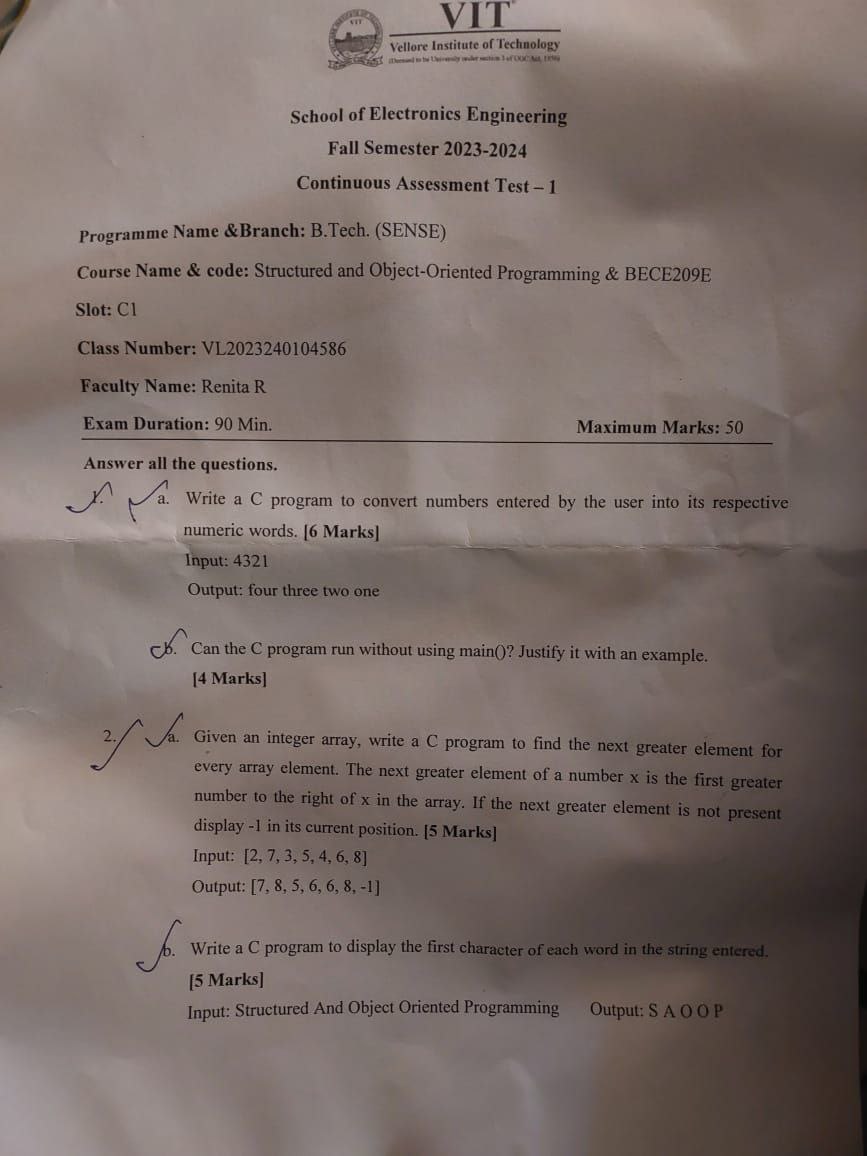 VIT
Vellore Institute of Technology
(Deemed to be University under section 3 of UGC Act, 1956)
School of Electronics Engineering
Fall Semester 2023-2024
Continuous Assessment Test – 1
Programme Name &Branch: B.Tech. (SENSE)
Course Name & code: Structured and Object-Oriented Programming & BECE209E
Slot: C1
Class Number: VL2023240104586
Faculty Name: Renita R
Exam Duration: 90 Min. Maximum Marks: 50
Answer all the questions.
1. a. Write a C program to convert numbers entered by the user into its respective
numeric words. [6 Marks]
Input: 4321
Output: four three two one
b. Can the C program run without using main()? Justify it with an example.
[4 Marks]
2. a. Given an integer array, write a C program to find the next greater element for
every array element. The next greater element of a number x is the first greater
number to the right of x in the array. If the next greater element is not present
display -1 in its current position. [5 Marks]
Input: [2, 7, 3, 5, 4, 6, 8]
Output: [7, 8, 5, 6, 6, 8, -1]
b. Write a C program to display the first character of each word in the string entered.
[5 Marks]
Input: Structured And Object Oriented Programming Output: S A O O P